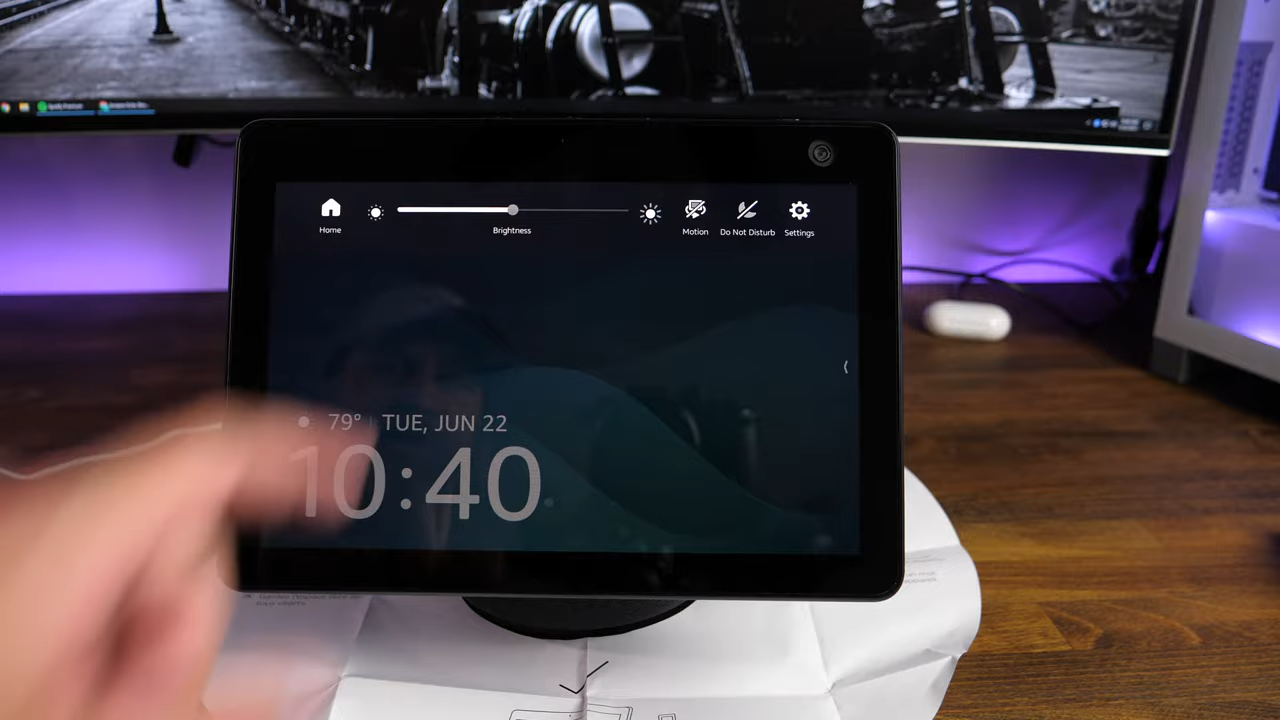 Home
Brightness
Motion
Do Not Disturb
Settings
79° | TUE, JUN 22
10:40